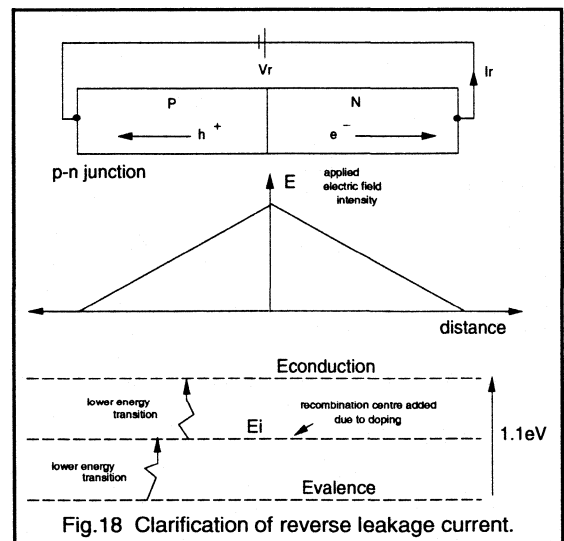 Vr
Ir
P
N
h +
e −
p-n junction
E
applied
electric field
intensity
distance
Econduction
lower energy
transition
recombination centre added
due to doping
Ei
1.1eV
lower energy
transition
Evalence
Fig.18 Clarification of reverse leakage current.